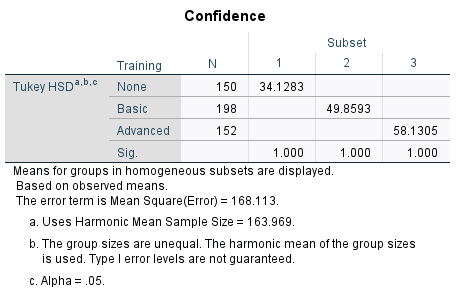 Confidence
Subset
Training N 1 2 3
Tukey HSDa,b,c None 150 34.1283
Basic 198 49.8593
Advanced 152 58.1305
Sig. 1.000 1.000 1.000
Means for groups in homogeneous subsets are displayed.
Based on observed means.
The error term is Mean Square(Error) = 168.113.
a. Uses Harmonic Mean Sample Size = 163.969.
b. The group sizes are unequal. The harmonic mean of the group sizes
is used. Type I error levels are not guaranteed.
c. Alpha = .05.